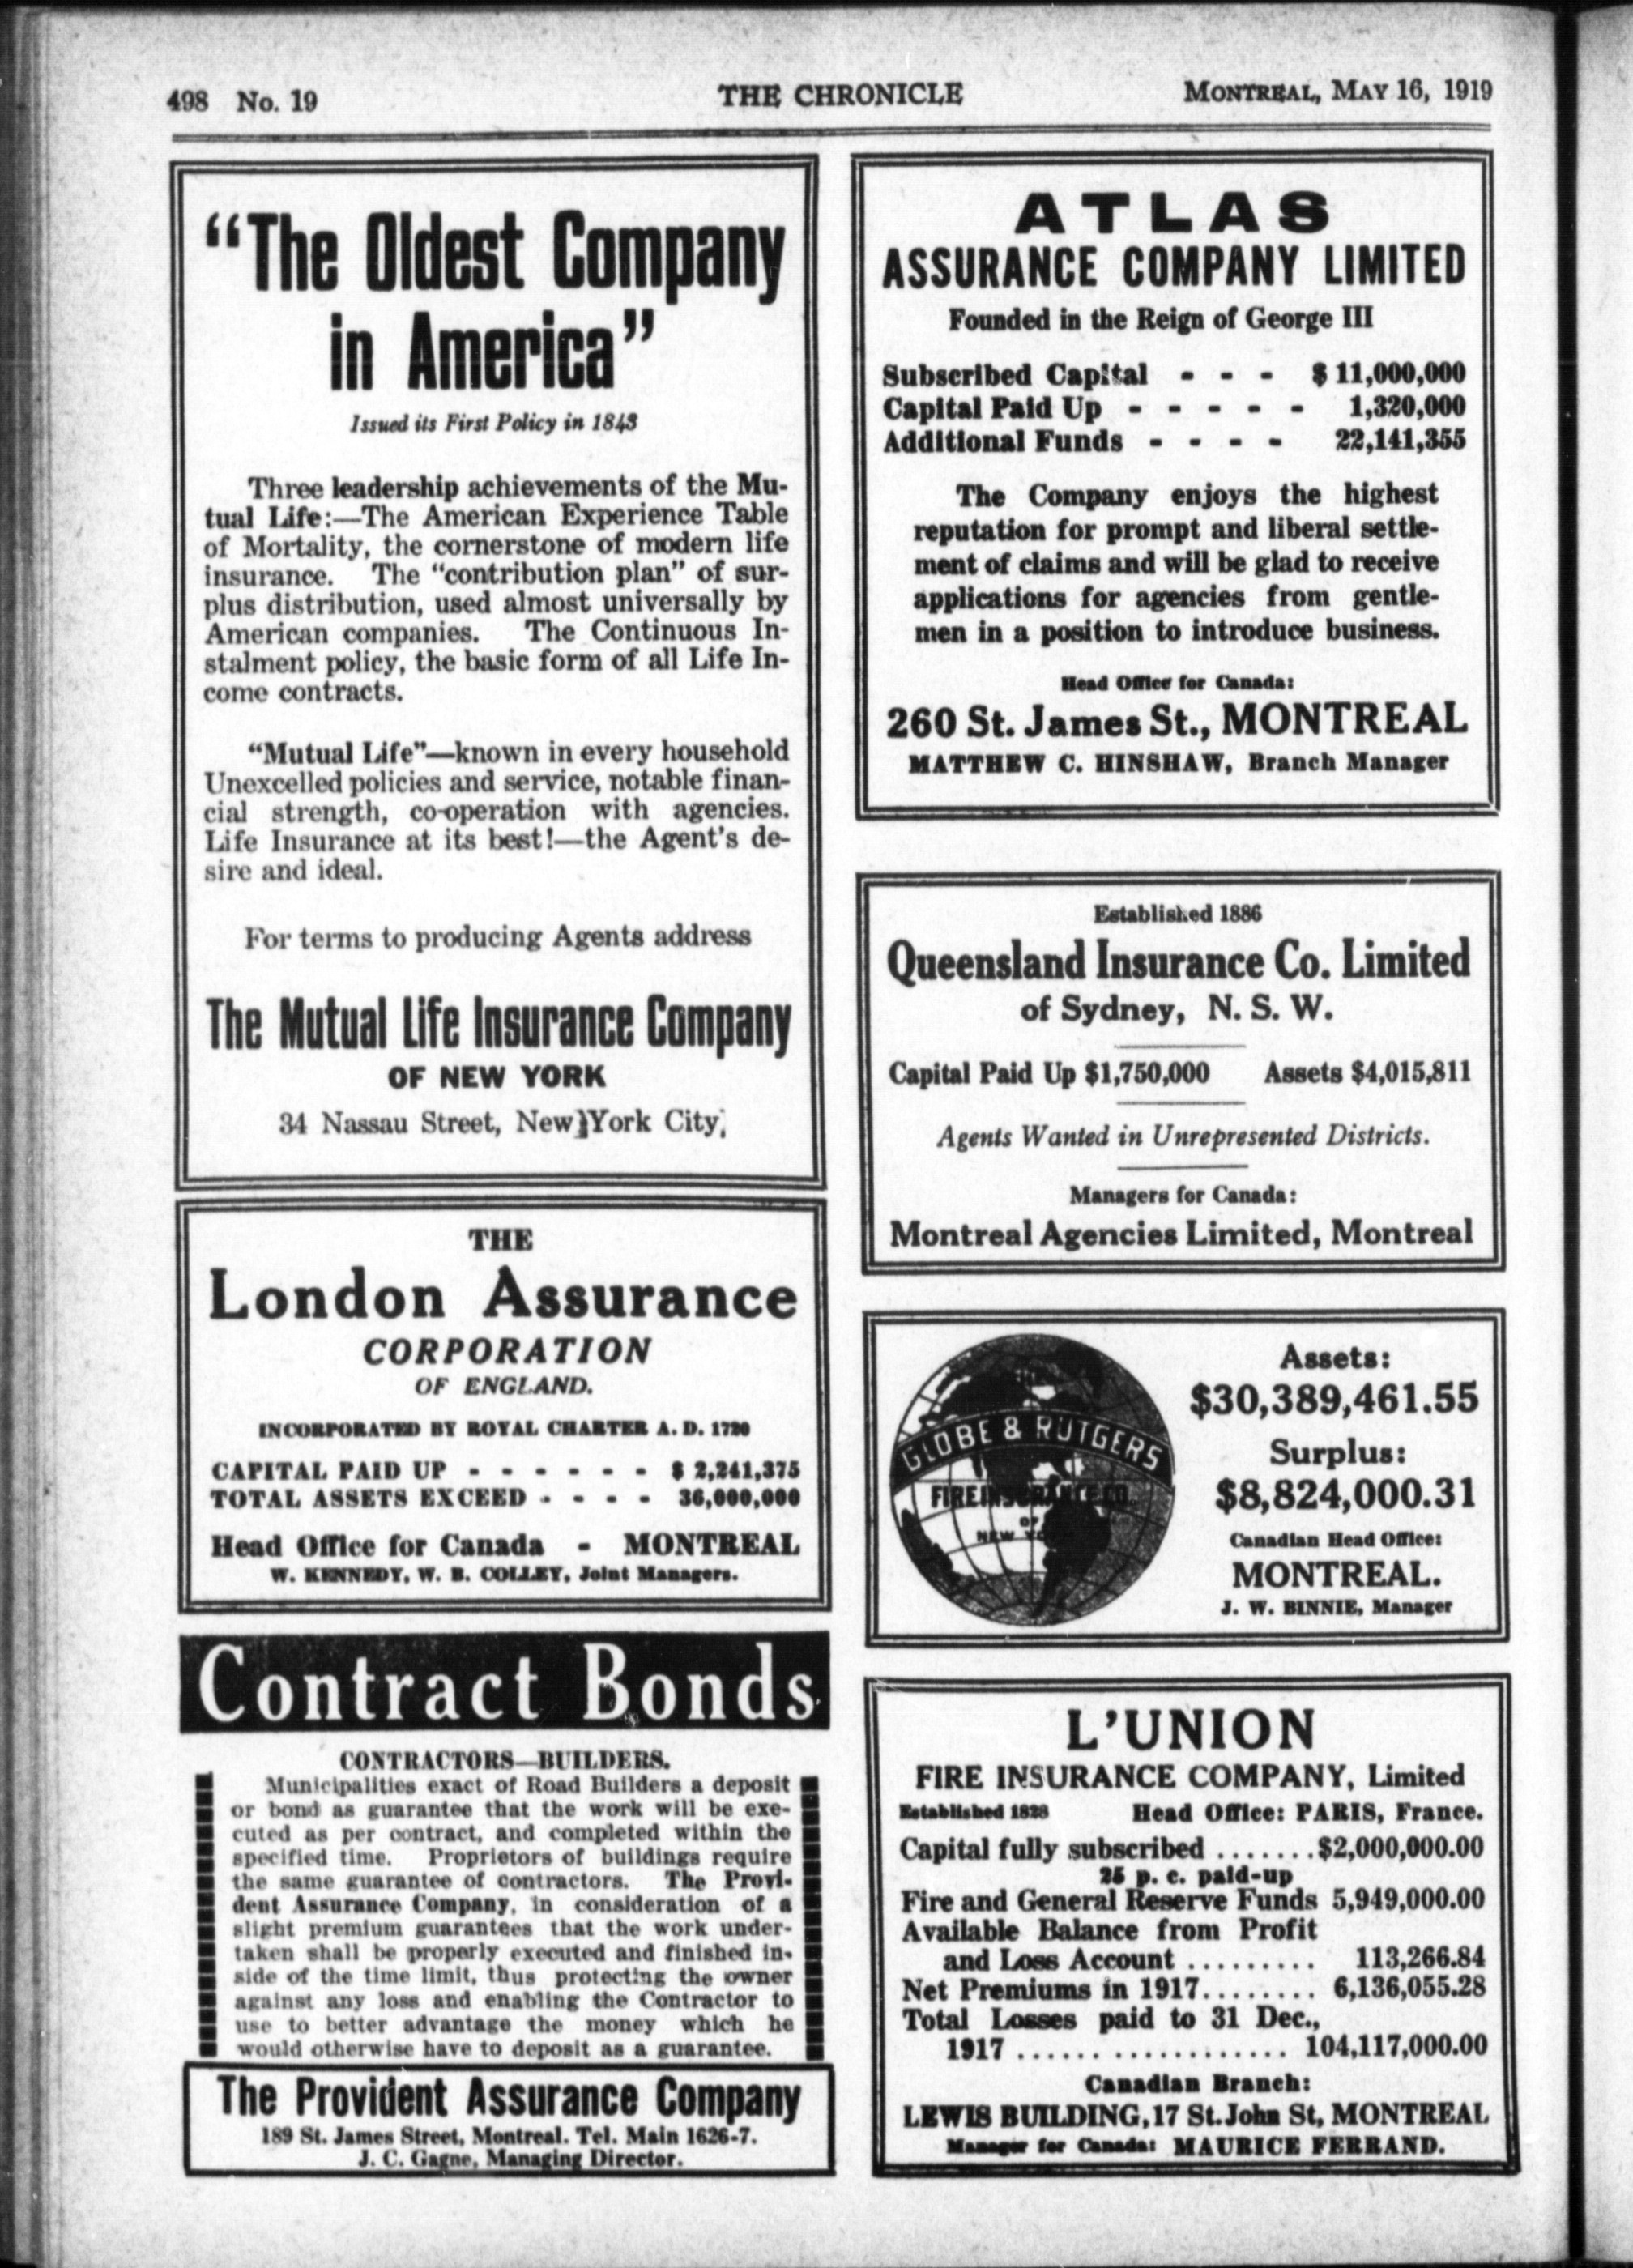 498 No. 19
THE CHRONICLE
MONTREAL, MAY 16, 1919
"The Oldest Company
in America"
Issued its First Policy in 1843
Three leadership achievements of the Mu-
tual Life:—The American Experience Table
of Mortality, the cornerstone of modern life
insurance. The "contribution plan" of sur-
plus distribution, used almost universally by
American companies. The Continuous In-
stalment policy, the basic form of all Life In-
come contracts.
"Mutual Life"—known in every household
Unexcelled policies and service, notable finan-
cial strength, co-operation with agencies.
Life Insurance at its best!—the Agent's de-
sire and ideal.
For terms to producing Agents address
The Mutual Life Insurance Company
OF NEW YORK
34 Nassau Street, New York City,
THE
London Assurance
CORPORATION
OF ENGLAND.
INCORPORATED BY ROYAL CHARTER A. D. 1720
CAPITAL PAID UP - - - - - - $ 2,241,375
TOTAL ASSETS EXCEED - - - - 36,000,000
Head Office for Canada - MONTREAL
W. KENNEDY, W. B. COLLEY, Joint Managers.
Contract Bonds
CONTRACTORS—BUILDERS.
Municipalities exact of Road Builders a deposit
or bond as guarantee that the work will be exe-
cuted as per contract, and completed within the
specified time. Proprietors of buildings require
the same guarantee of contractors. The Provi-
dent Assurance Company, in consideration of a
slight premium guarantees that the work under-
taken shall be properly executed and finished in-
side of the time limit, thus protecting the owner
against any loss and enabling the Contractor to
use to better advantage the money which he
would otherwise have to deposit as a guarantee.
The Provident Assurance Company
189 St. James Street, Montreal. Tel. Main 1626-7.
J. C. Gagne, Managing Director.
ATLAS
ASSURANCE COMPANY LIMITED
Founded in the Reign of George III
Subscribed Capital - - - $ 11,000,000
Capital Paid Up - - - - - 1,320,000
Additional Funds - - - - 22,141,355
The Company enjoys the highest
reputation for prompt and liberal settle-
ment of claims and will be glad to receive
applications for agencies from gentle-
men in a position to introduce business.
Head Office for Canada:
260 St. James St., MONTREAL
MATTHEW C. HINSHAW, Branch Manager
Established 1886
Queensland Insurance Co. Limited
of Sydney, N. S. W.
Capital Paid Up $1,750,000 Assets $4,015,811
Agents Wanted in Unrepresented Districts.
Managers for Canada:
Montreal Agencies Limited, Montreal
GLOBE & RUTGERS
FIRE INSURANCE CO.
OF
NEW YORK
Assets:
$30,389,461.55
Surplus:
$8,824,000.31
Canadian Head Office:
MONTREAL.
J. W. BINNIE, Manager
L'UNION
FIRE INSURANCE COMPANY, Limited
Established 1828 Head Office: PARIS, France.
Capital fully subscribed .......$2,000,000.00
25 p. c. paid-up
Fire and General Reserve Funds 5,949,000.00
Available Balance from Profit
and Loss Account ......... 113,266.84
Net Premiums in 1917........ 6,136,055.28
Total Losses paid to 31 Dec.,
1917 ................... 104,117,000.00
Canadian Branch:
LEWIS BUILDING, 17 St. John St, MONTREAL
Manager for Canada: MAURICE FERRAND.